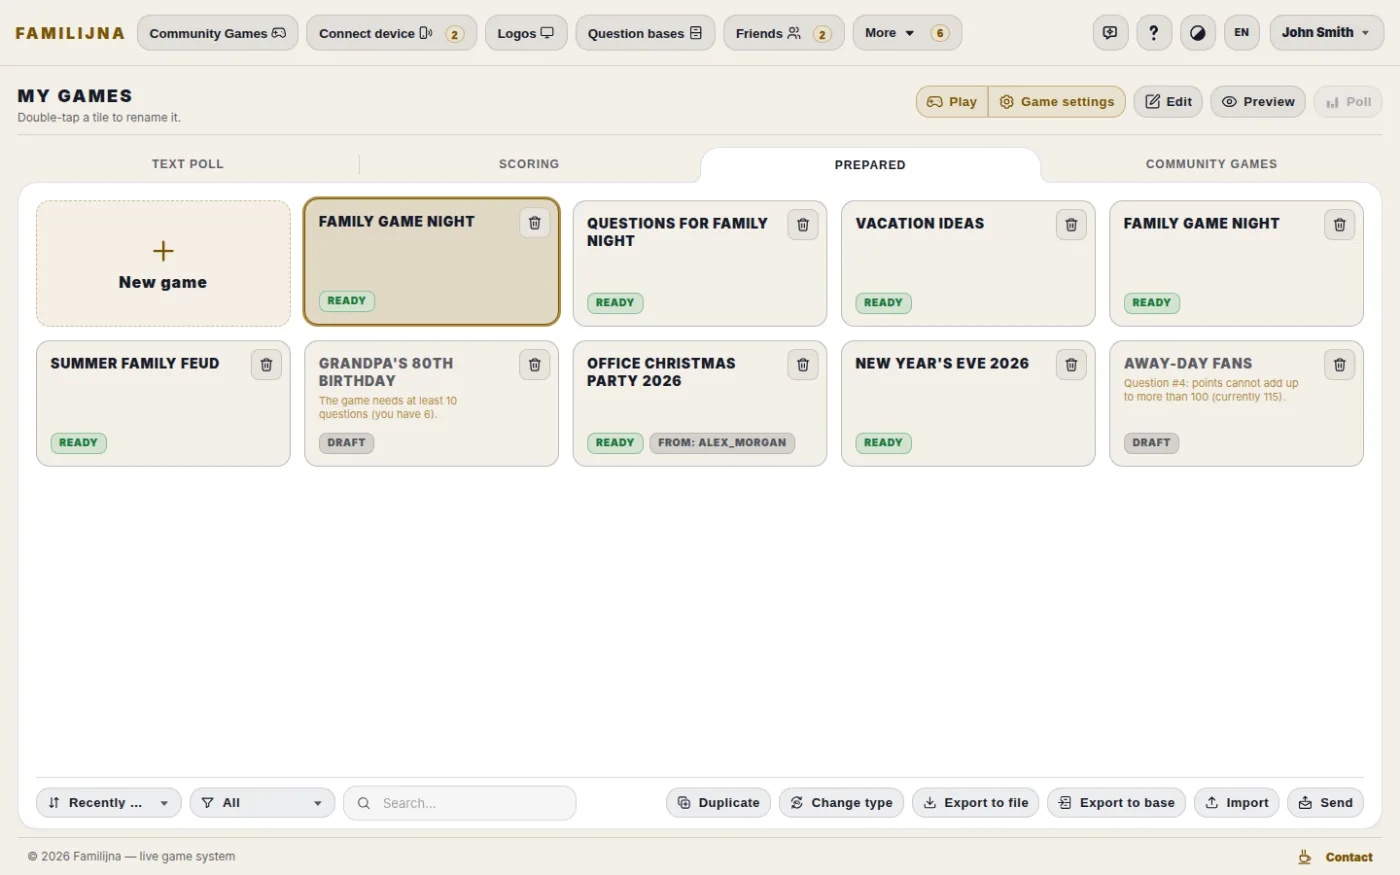 FAMILIJNA
Community Games
Connect device 2
Logos
Question bases
Friends 2
More 6
EN
John Smith
MY GAMES
Double-tap a tile to rename it.
Play
Game settings
Edit
Preview
Poll
TEXT POLL
SCORING
PREPARED
COMMUNITY GAMES
+
New game
FAMILY GAME NIGHT
READY
QUESTIONS FOR FAMILY
NIGHT
READY
VACATION IDEAS
READY
FAMILY GAME NIGHT
READY
SUMMER FAMILY FEUD
READY
GRANDPA'S 80TH
BIRTHDAY
The game needs at least 10
questions (you have 6).
DRAFT
OFFICE CHRISTMAS
PARTY 2026
READY FROM: ALEX_MORGAN
NEW YEAR'S EVE 2026
READY
AWAY-DAY FANS
Question #4: points cannot add up
to more than 100 (currently 115).
DRAFT
Recently ...
All
Search...
Duplicate
Change type
Export to file
Export to base
Import
Send
© 2026 Familijna — live game system
Contact